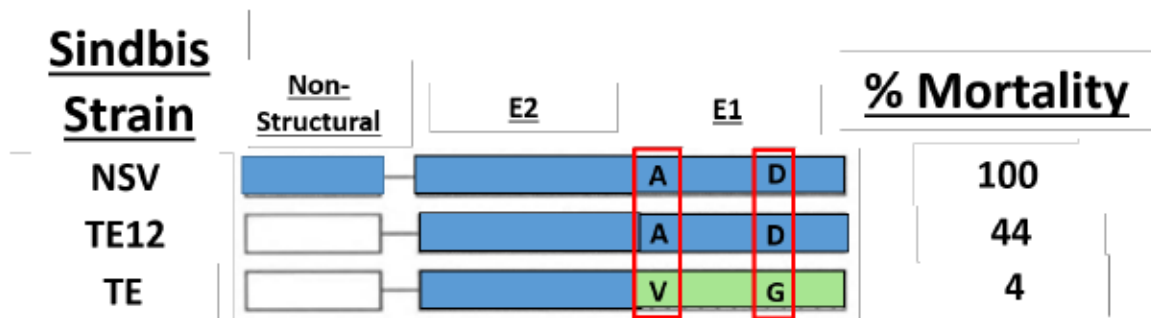 Sindbis Strain
Non-Structural
E2
E1
% Mortality
NSV A D 100
TE12 A D 44
TE V G 4